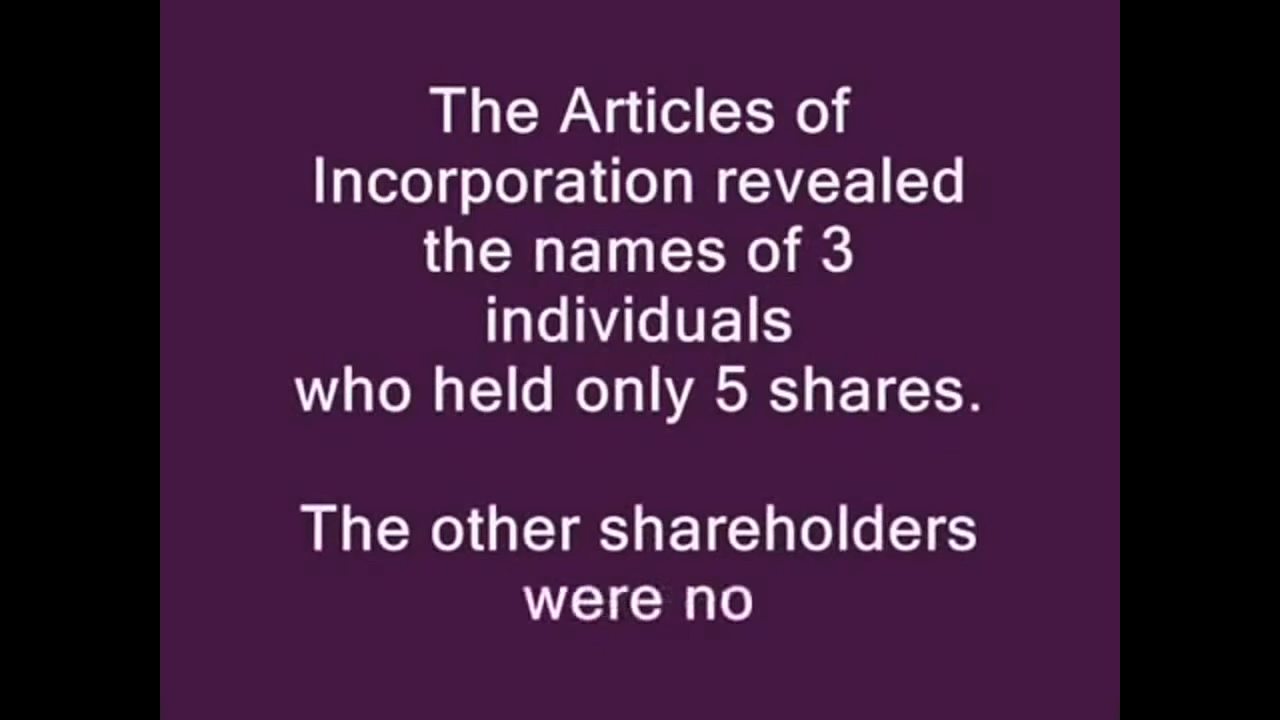 The Articles of
Incorporation revealed
the names of 3
individuals
who held only 5 shares.
The other shareholders
were no